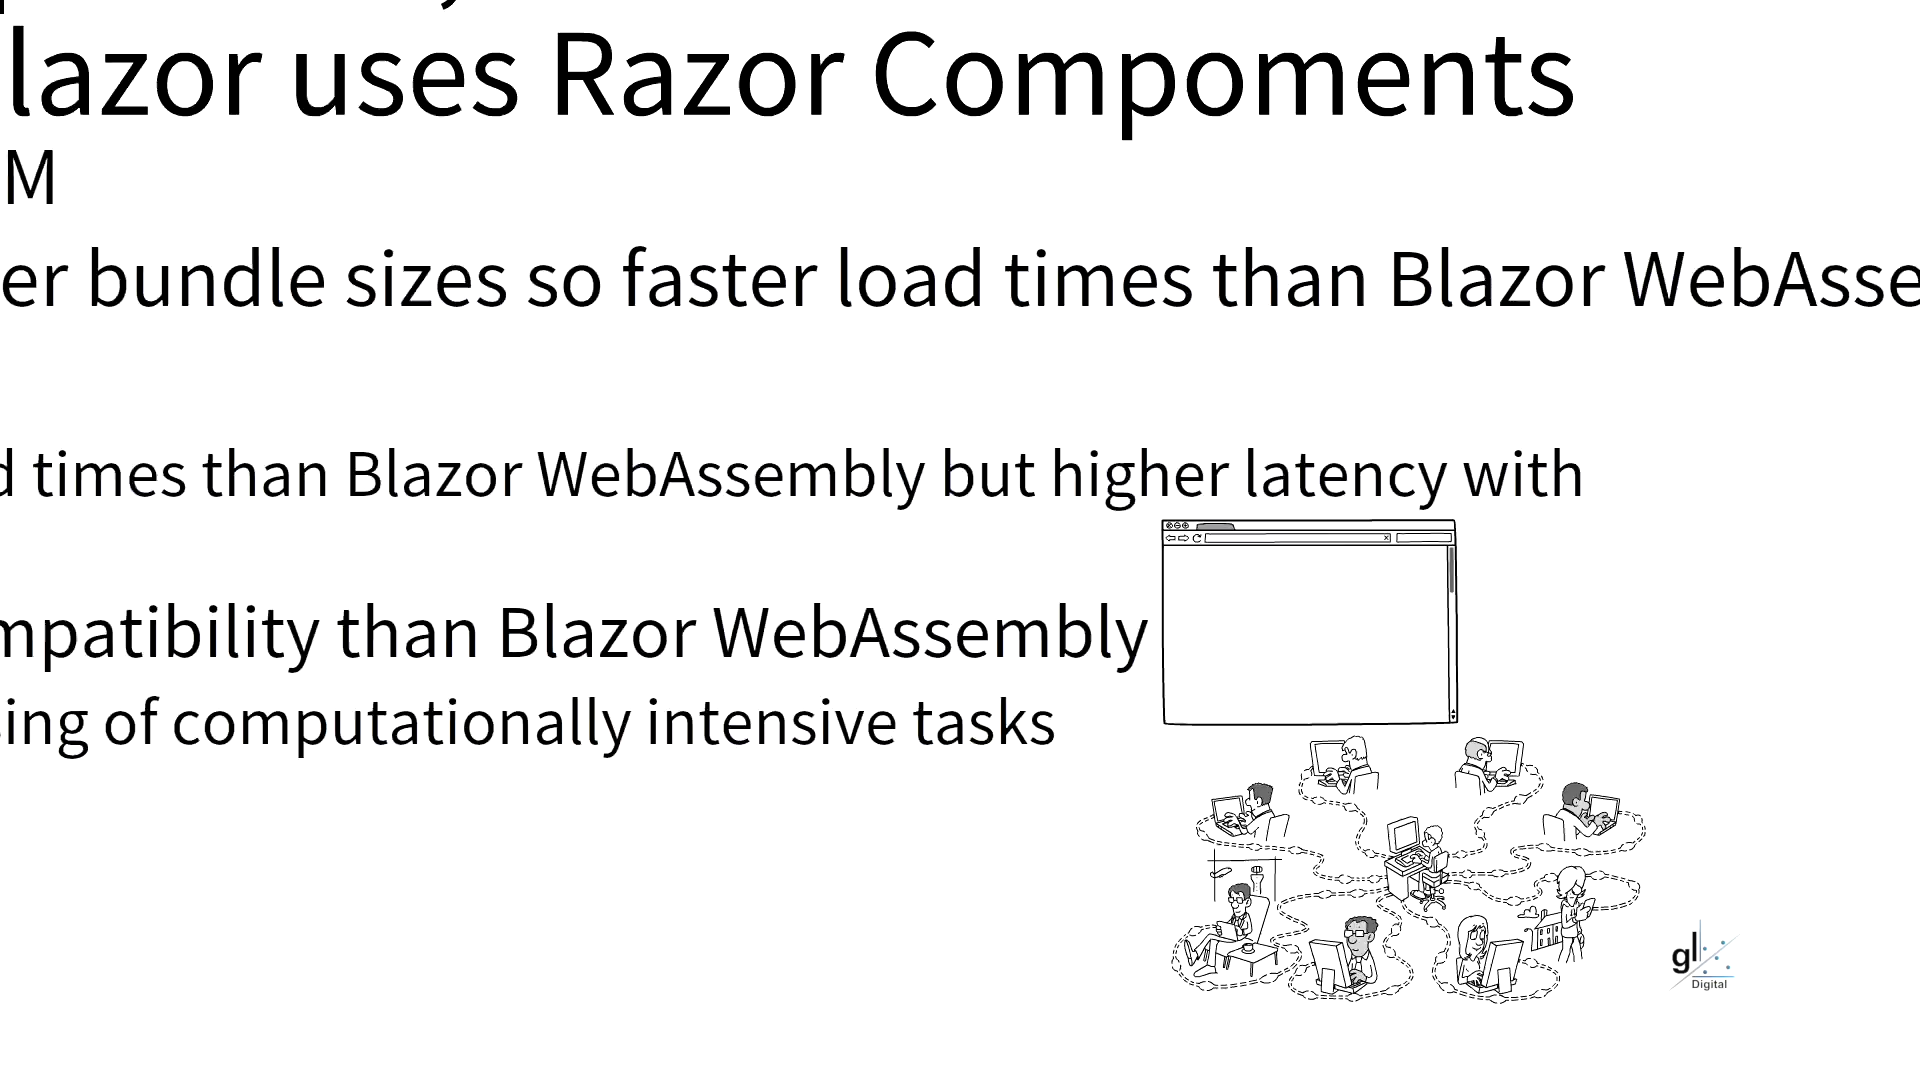 lazor uses Razor Compoments
M
er bundle sizes so faster load times than Blazor WebAsse
d times than Blazor WebAssembly but higher latency with
mpatibility than Blazor WebAssembly
ing of computationally intensive tasks
gl
Digital